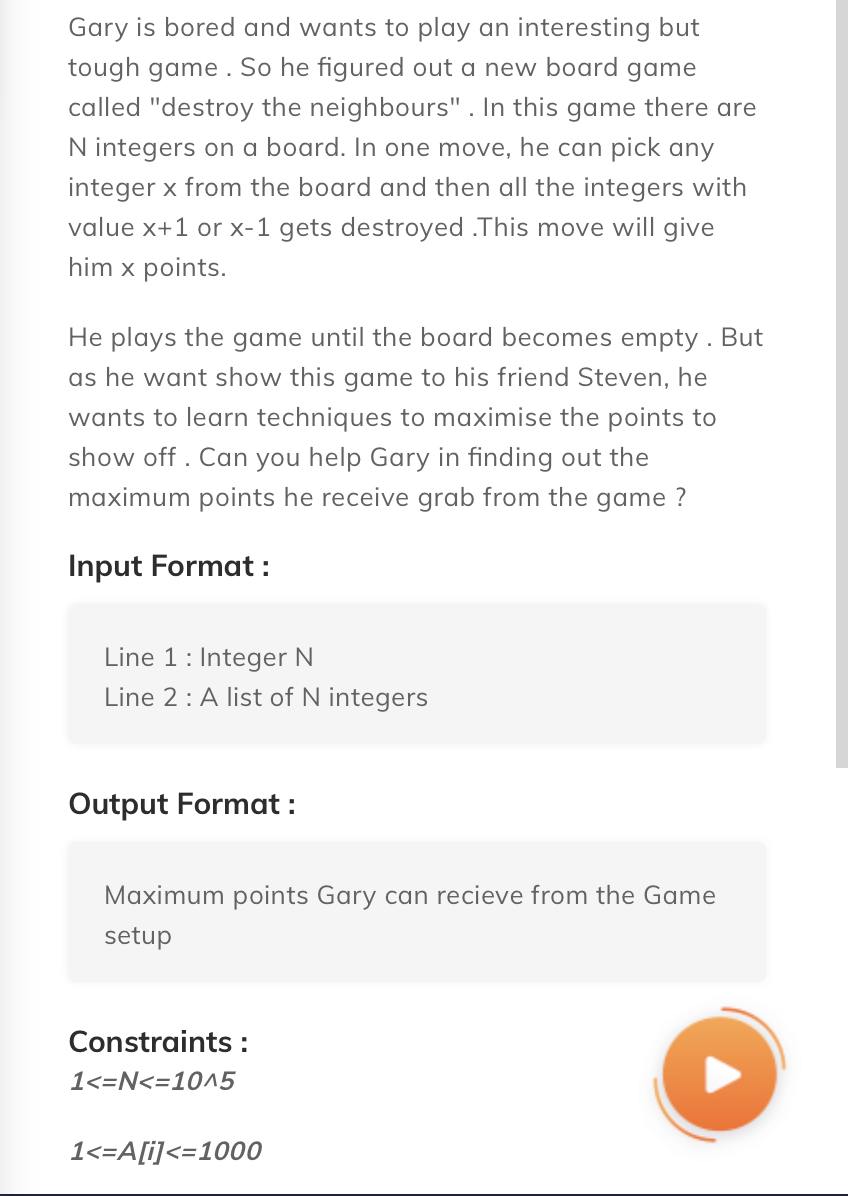 Gary is bored and wants to play an interesting but
tough game . So he figured out a new board game
called "destroy the neighbours" . In this game there are
N integers on a board. In one move, he can pick any
integer x from the board and then all the integers with
value x+1 or x-1 gets destroyed .This move will give
him x points.
He plays the game until the board becomes empty . But
as he want show this game to his friend Steven, he
wants to learn techniques to maximise the points to
show off . Can you help Gary in finding out the
maximum points he receive grab from the game ?
Input Format :
Line 1 : Integer N
Line 2 : A list of N integers
Output Format :
Maximum points Gary can recieve from the Game
setup
Constraints :
1<=N<=10^5
1<=A[i]<=1000